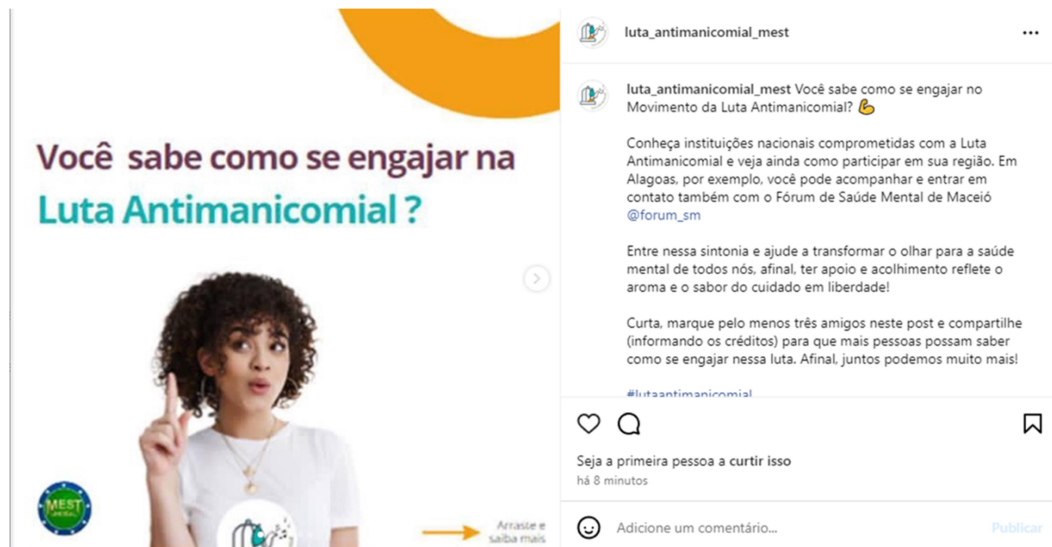 Você sabe como se engajar na
Luta Antimanicomial ?
MEST
Arraste e
saiba mais
luta_antimanicomial_mest
luta_antimanicomial_mest Você sabe como se engajar no
Movimento da Luta Antimanicomial? 💪
Conheça instituições nacionais comprometidas com a Luta
Antimanicomial e veja ainda como participar em sua região. Em
Alagoas, por exemplo, você pode acompanhar e entrar em
contato também com o Fórum de Saúde Mental de Maceió
@forum_sm
Entre nessa sintonia e ajude a transformar o olhar para a saúde
mental de todos nós, afinal, ter apoio e acolhimento reflete o
aroma e o sabor do cuidado em liberdade!
Curta, marque pelo menos três amigos neste post e compartilhe
(informando os créditos) para que mais pessoas possam saber
como se engajar nessa luta. Afinal, juntos podemos muito mais!
#lutaantimanicomial
Seja a primeira pessoa a curtir isso
há 8 minutos
Adicione um comentário...
Publicar